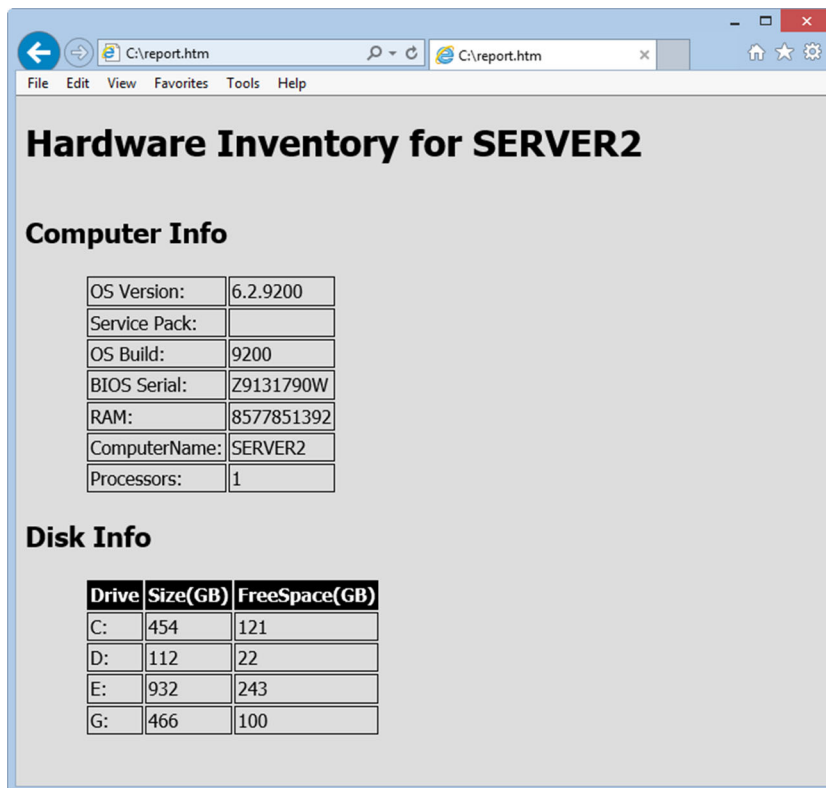 C:\report.htm
C:\report.htm
File Edit View Favorites Tools Help
Hardware Inventory for SERVER2
Computer Info
OS Version: 6.2.9200
Service Pack:
OS Build: 9200
BIOS Serial: Z9131790W
RAM: 8577851392
ComputerName: SERVER2
Processors: 1
Disk Info
Drive Size(GB) FreeSpace(GB)
C: 454 121
D: 112 22
E: 932 243
G: 466 100